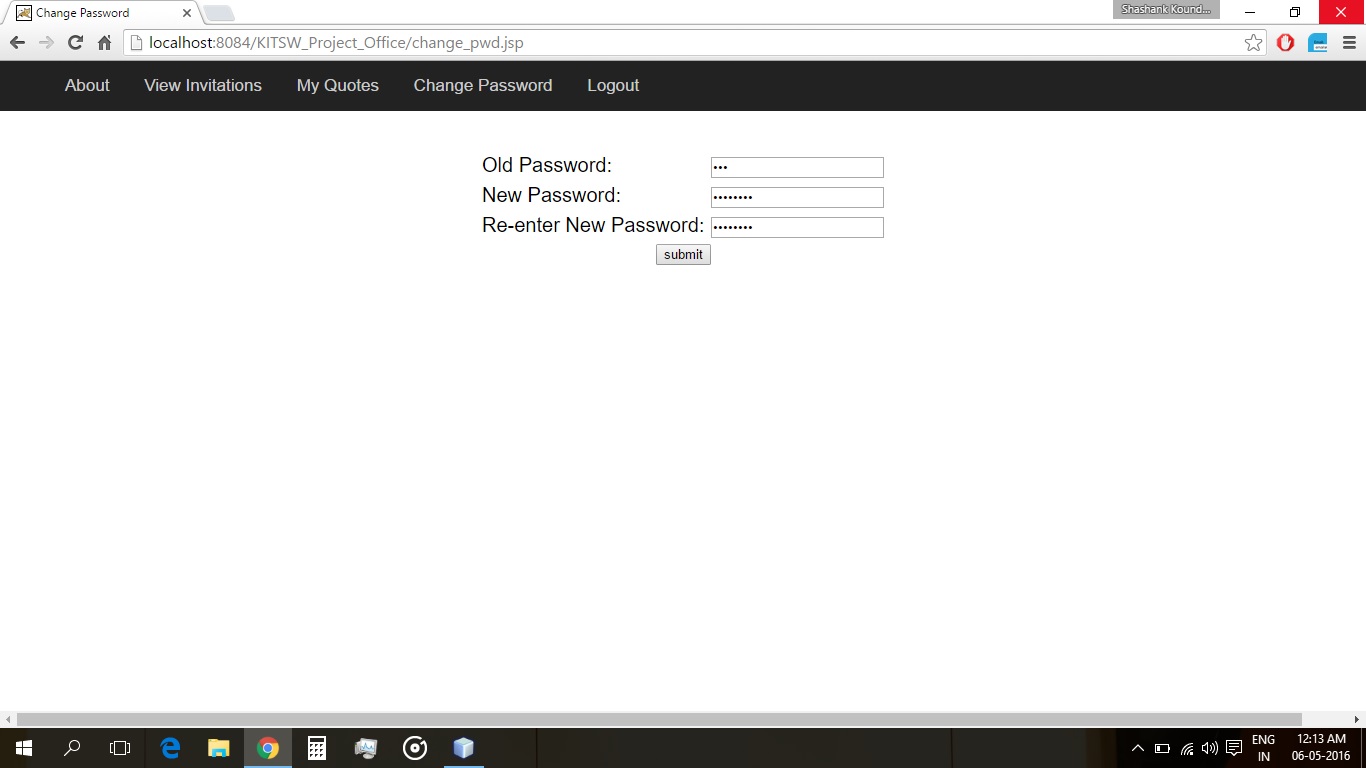 Change Password
Shashank Kound...
localhost:8084/KITSW_Project_Office/change_pwd.jsp
About View Invitations My Quotes Change Password Logout
Old Password: •••
New Password: ••••••••
Re-enter New Password: ••••••••
submit
ENG 12:13 AM
IN 06-05-2016